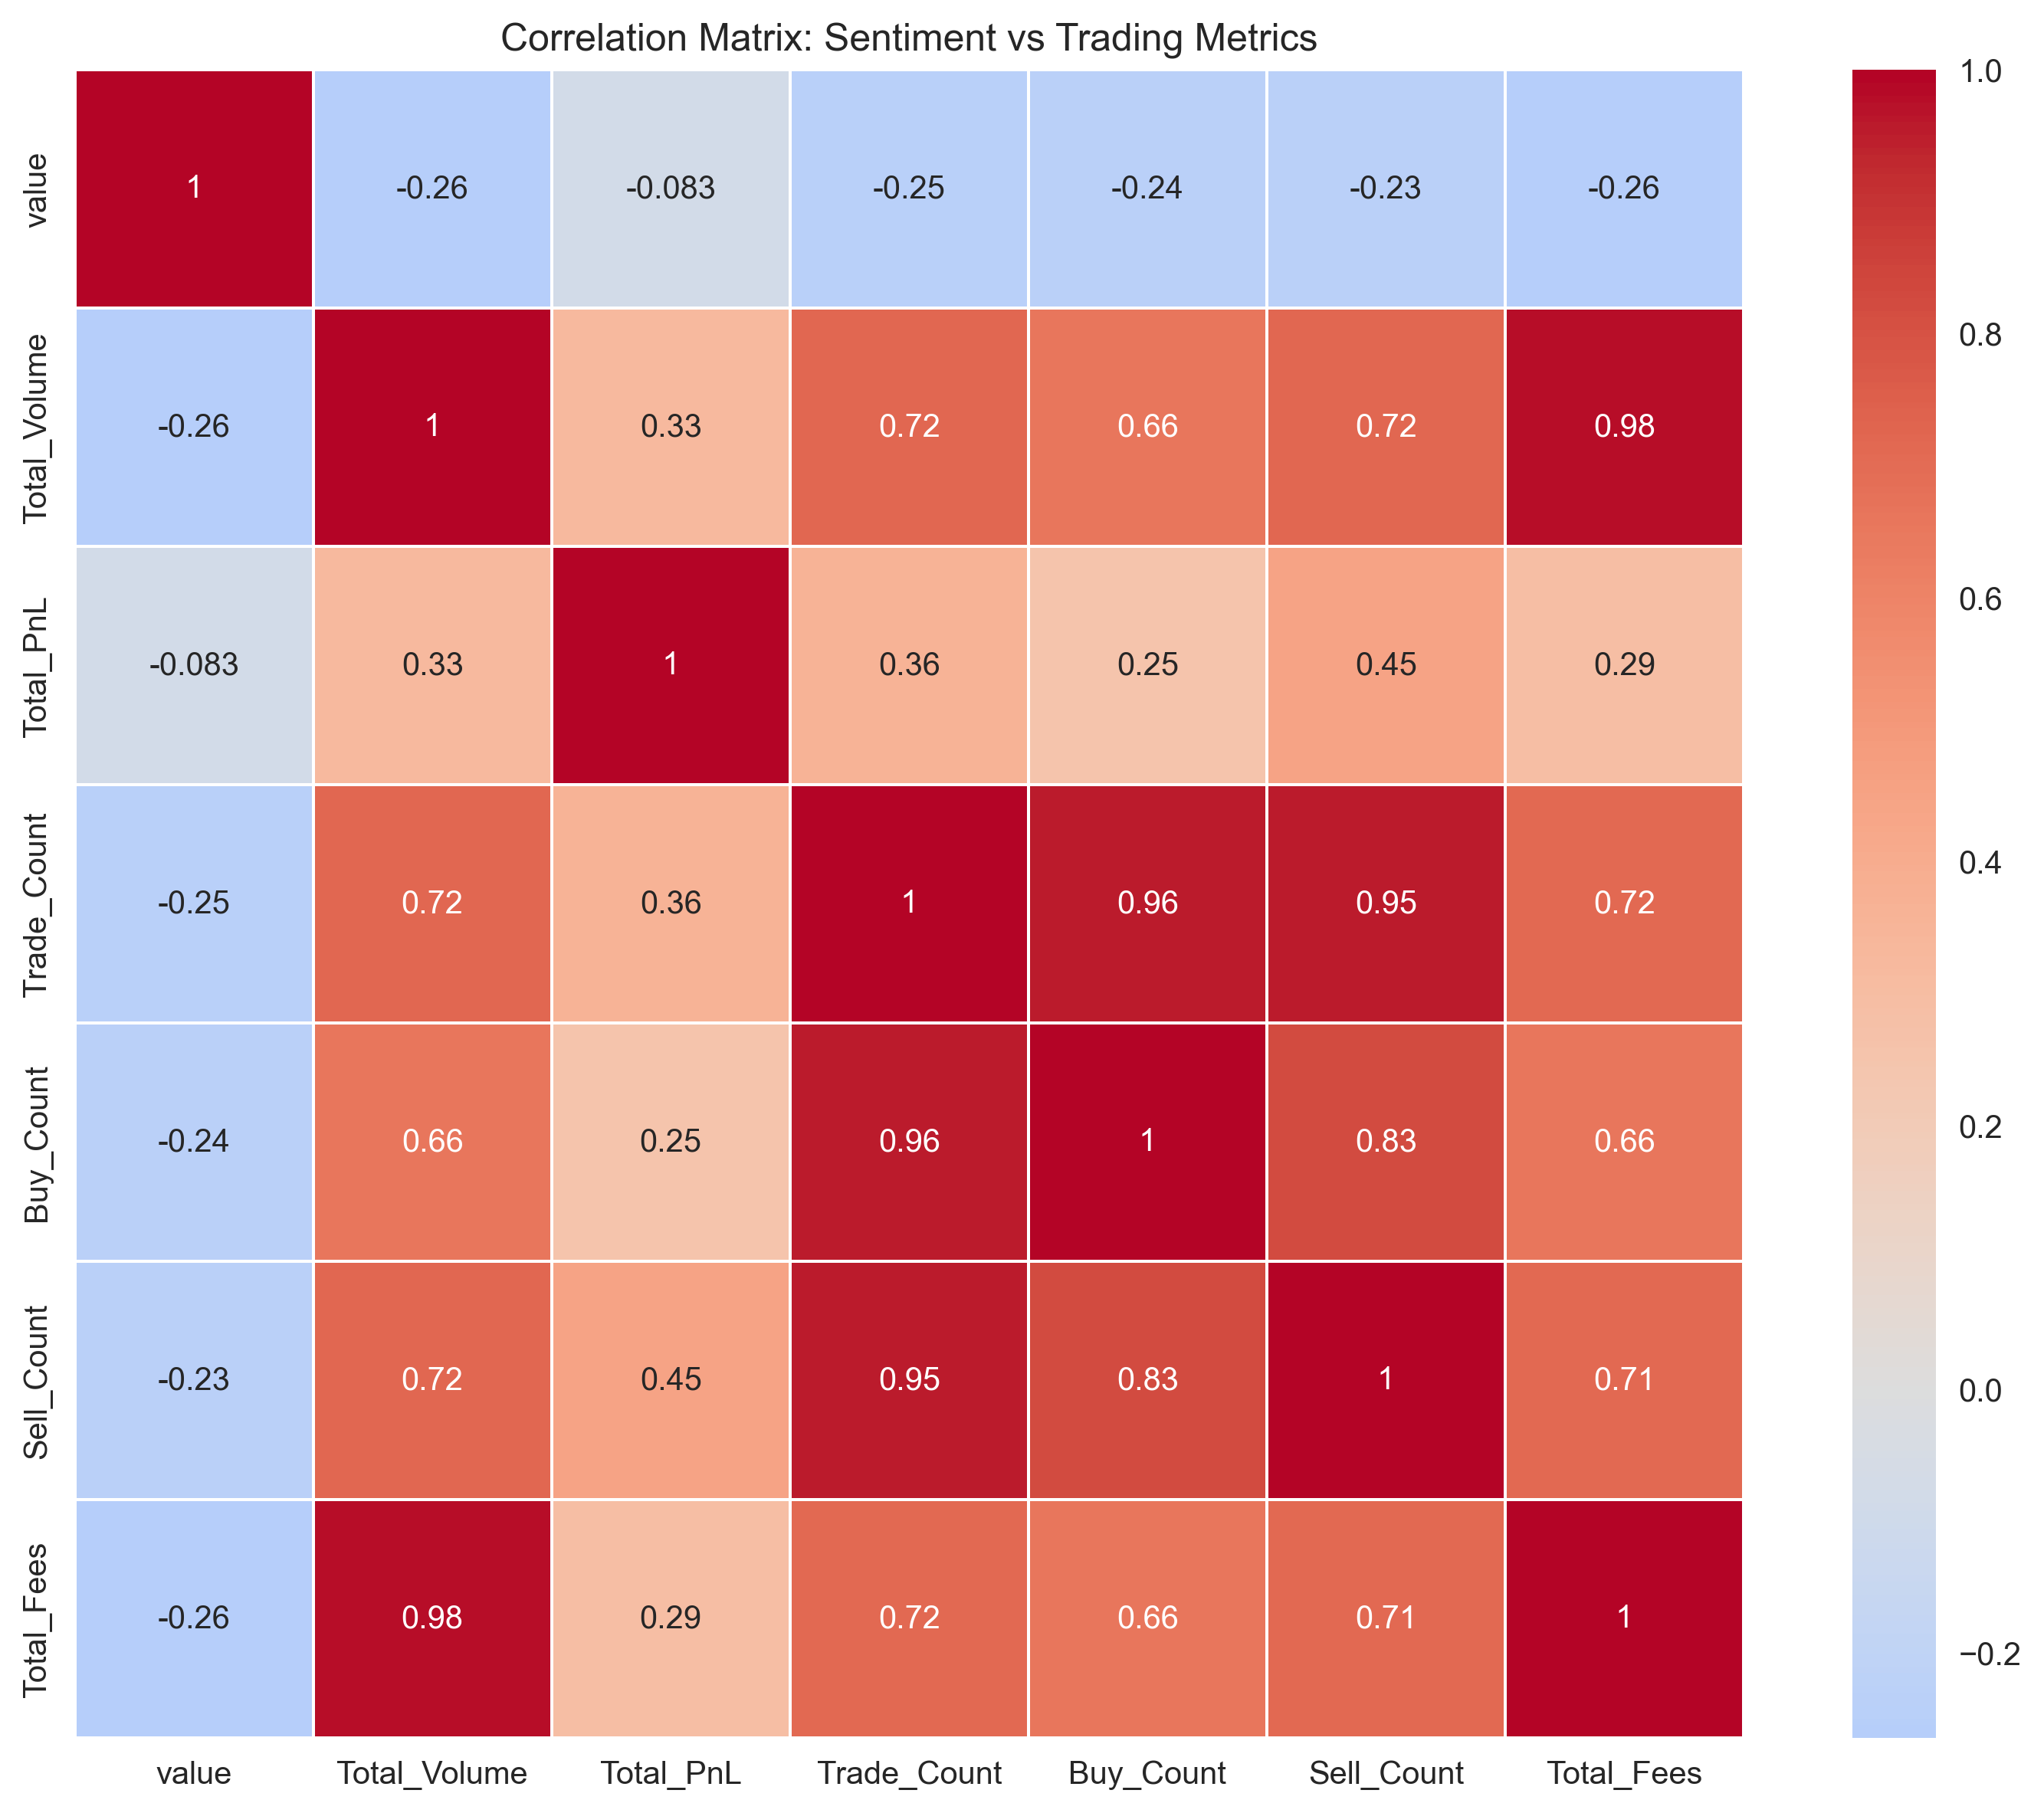 Correlation Matrix: Sentiment vs Trading Metrics
value 1 -0.26 -0.083 -0.25 -0.24 -0.23 -0.26
Total_Volume -0.26 1 0.33 0.72 0.66 0.72 0.98
Total_PnL -0.083 0.33 1 0.36 0.25 0.45 0.29
Trade_Count -0.25 0.72 0.36 1 0.96 0.95 0.72
Buy_Count -0.24 0.66 0.25 0.96 1 0.83 0.66
Sell_Count -0.23 0.72 0.45 0.95 0.83 1 0.71
Total_Fees -0.26 0.98 0.29 0.72 0.66 0.71 1
value Total_Volume Total_PnL Trade_Count Buy_Count Sell_Count Total_Fees
1.0
0.8
0.6
0.4
0.2
0.0
−0.2